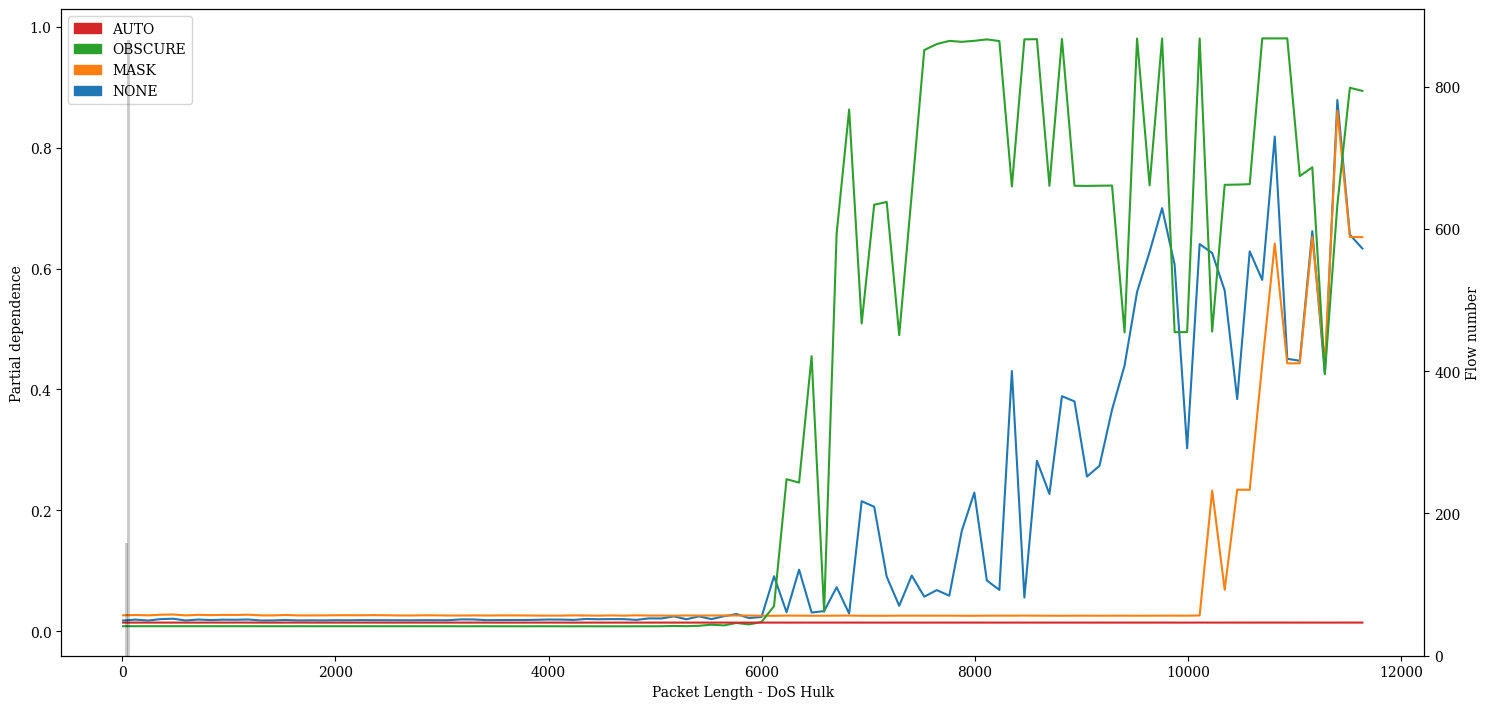 AUTO
OBSCURE
MASK
NONE
1.0
0.8
0.6
0.4
0.2
0.0
Partial dependence
0
2000
4000
6000
8000
10000
12000
Packet Length - DoS Hulk
800
600
400
200
0
Flow number